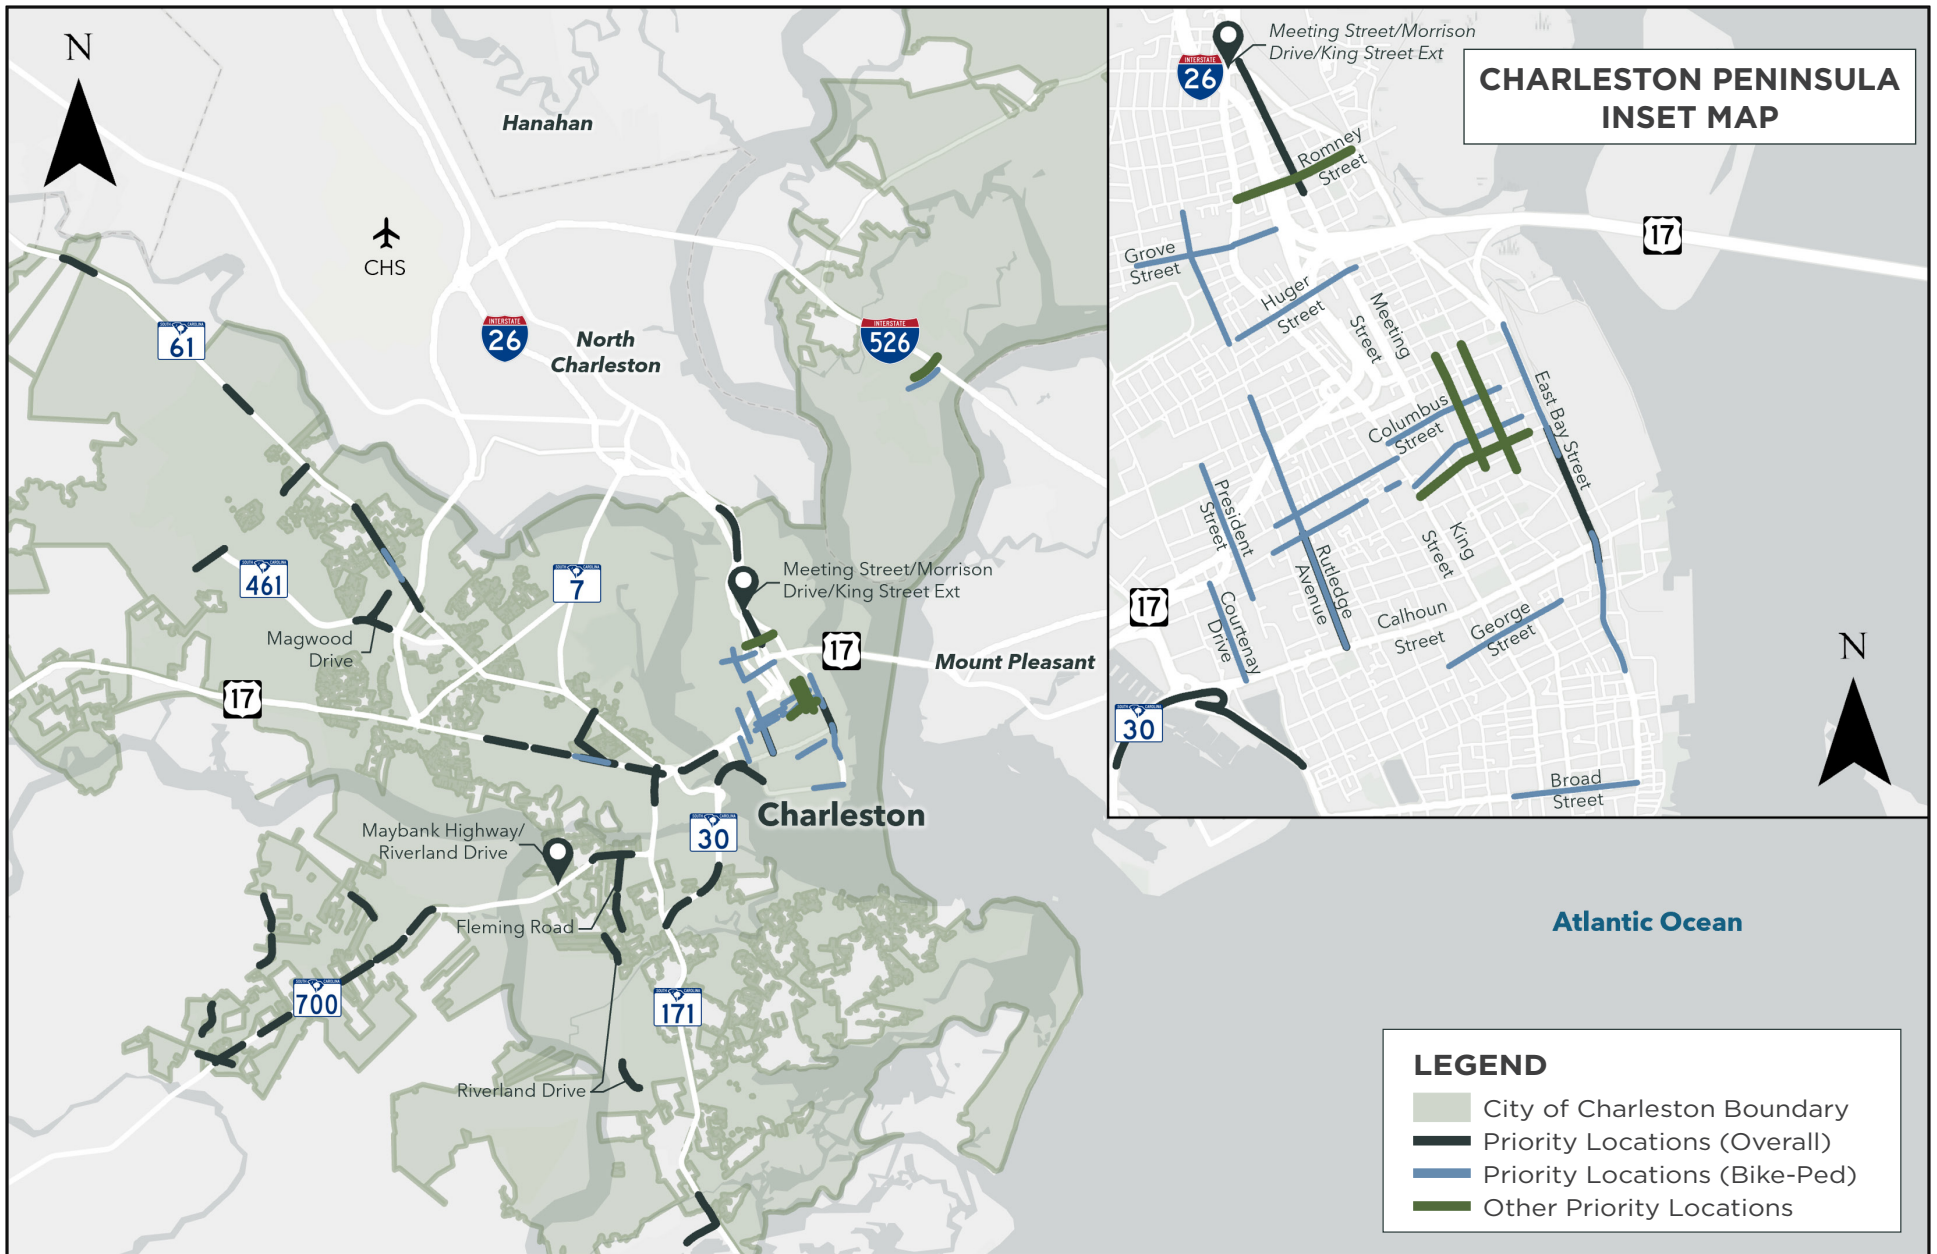 N
Hanahan
CHS
61
INTERSTATE
26
North
Charleston
INTERSTATE
526
461
7
Magwood
Drive
17
Meeting Street/Morrison
Drive/King Street Ext
17
Mount Pleasant
Charleston
Maybank Highway/
Riverland Drive
30
Fleming Road
700
171
Riverland Drive
Atlantic Ocean
CHARLESTON PENINSULA
INSET MAP
Meeting Street/Morrison
Drive/King Street Ext
INTERSTATE
26
Romney
Street
17
Grove
Street
Huger
Street
Meeting
Street
East Bay Street
Columbus
Street
President
Street
King
Street
Rutledge
Avenue
17
Courtenay
Drive
Calhoun
Street
George
Street
30
Broad
Street
N
LEGEND
City of Charleston Boundary
Priority Locations (Overall)
Priority Locations (Bike-Ped)
Other Priority Locations